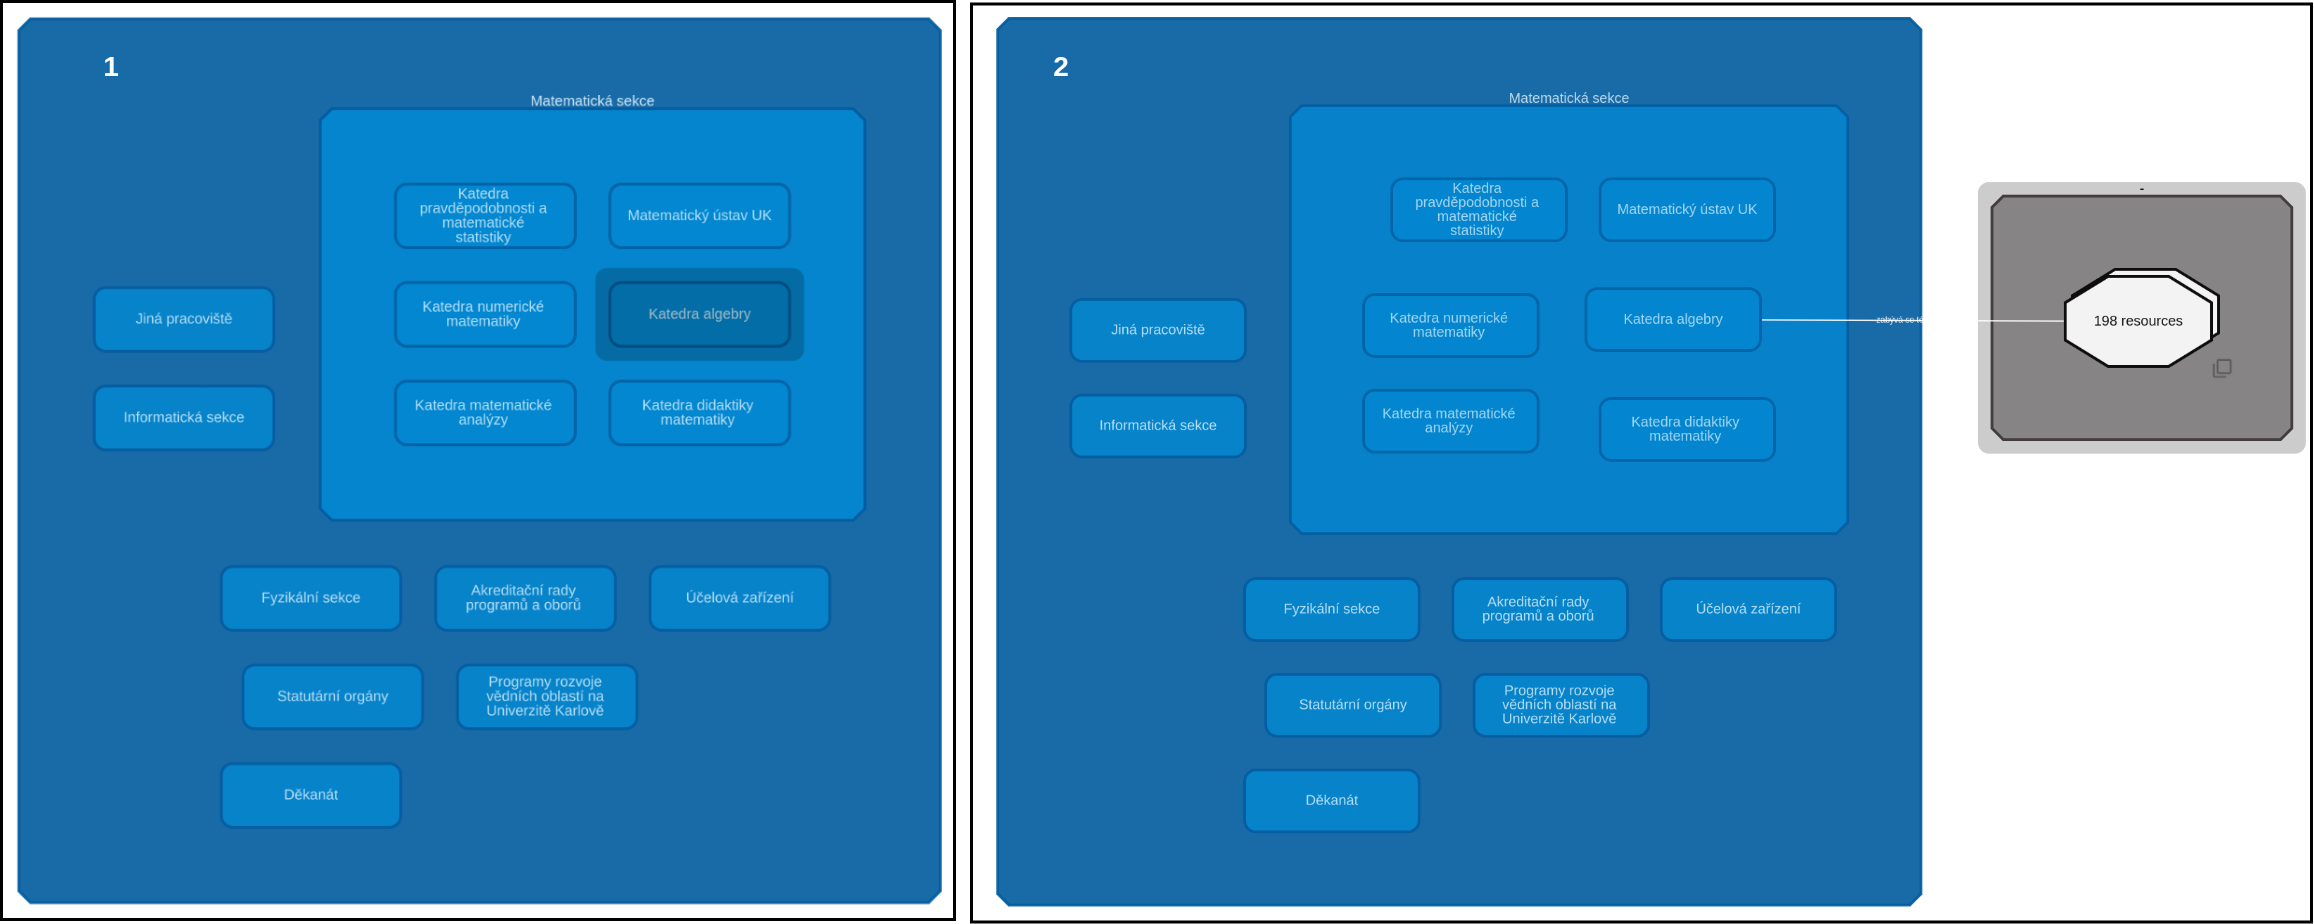 1
Matematická sekce
Katedra
pravděpodobnosti a
matematické
statistiky
Matematický ústav UK
Katedra numerické
matematiky
Katedra algebry
Katedra matematické
analýzy
Katedra didaktiky
matematiky
Jiná pracoviště
Informatická sekce
Fyzikální sekce
Akreditační rady
programů a oborů
Účelová zařízení
Statutární orgány
Programy rozvoje
vědních oblastí na
Univerzitě Karlově
Děkanát
2
Matematická sekce
Katedra
pravděpodobnosti a
matematické
statistiky
Matematický ústav UK
Katedra numerické
matematiky
Katedra algebry
Katedra matematické
analýzy
Katedra didaktiky
matematiky
Jiná pracoviště
Informatická sekce
Fyzikální sekce
Akreditační rady
programů a oborů
Účelová zařízení
Statutární orgány
Programy rozvoje
vědních oblastí na
Univerzitě Karlově
Děkanát
zabývá se
-
198 resources